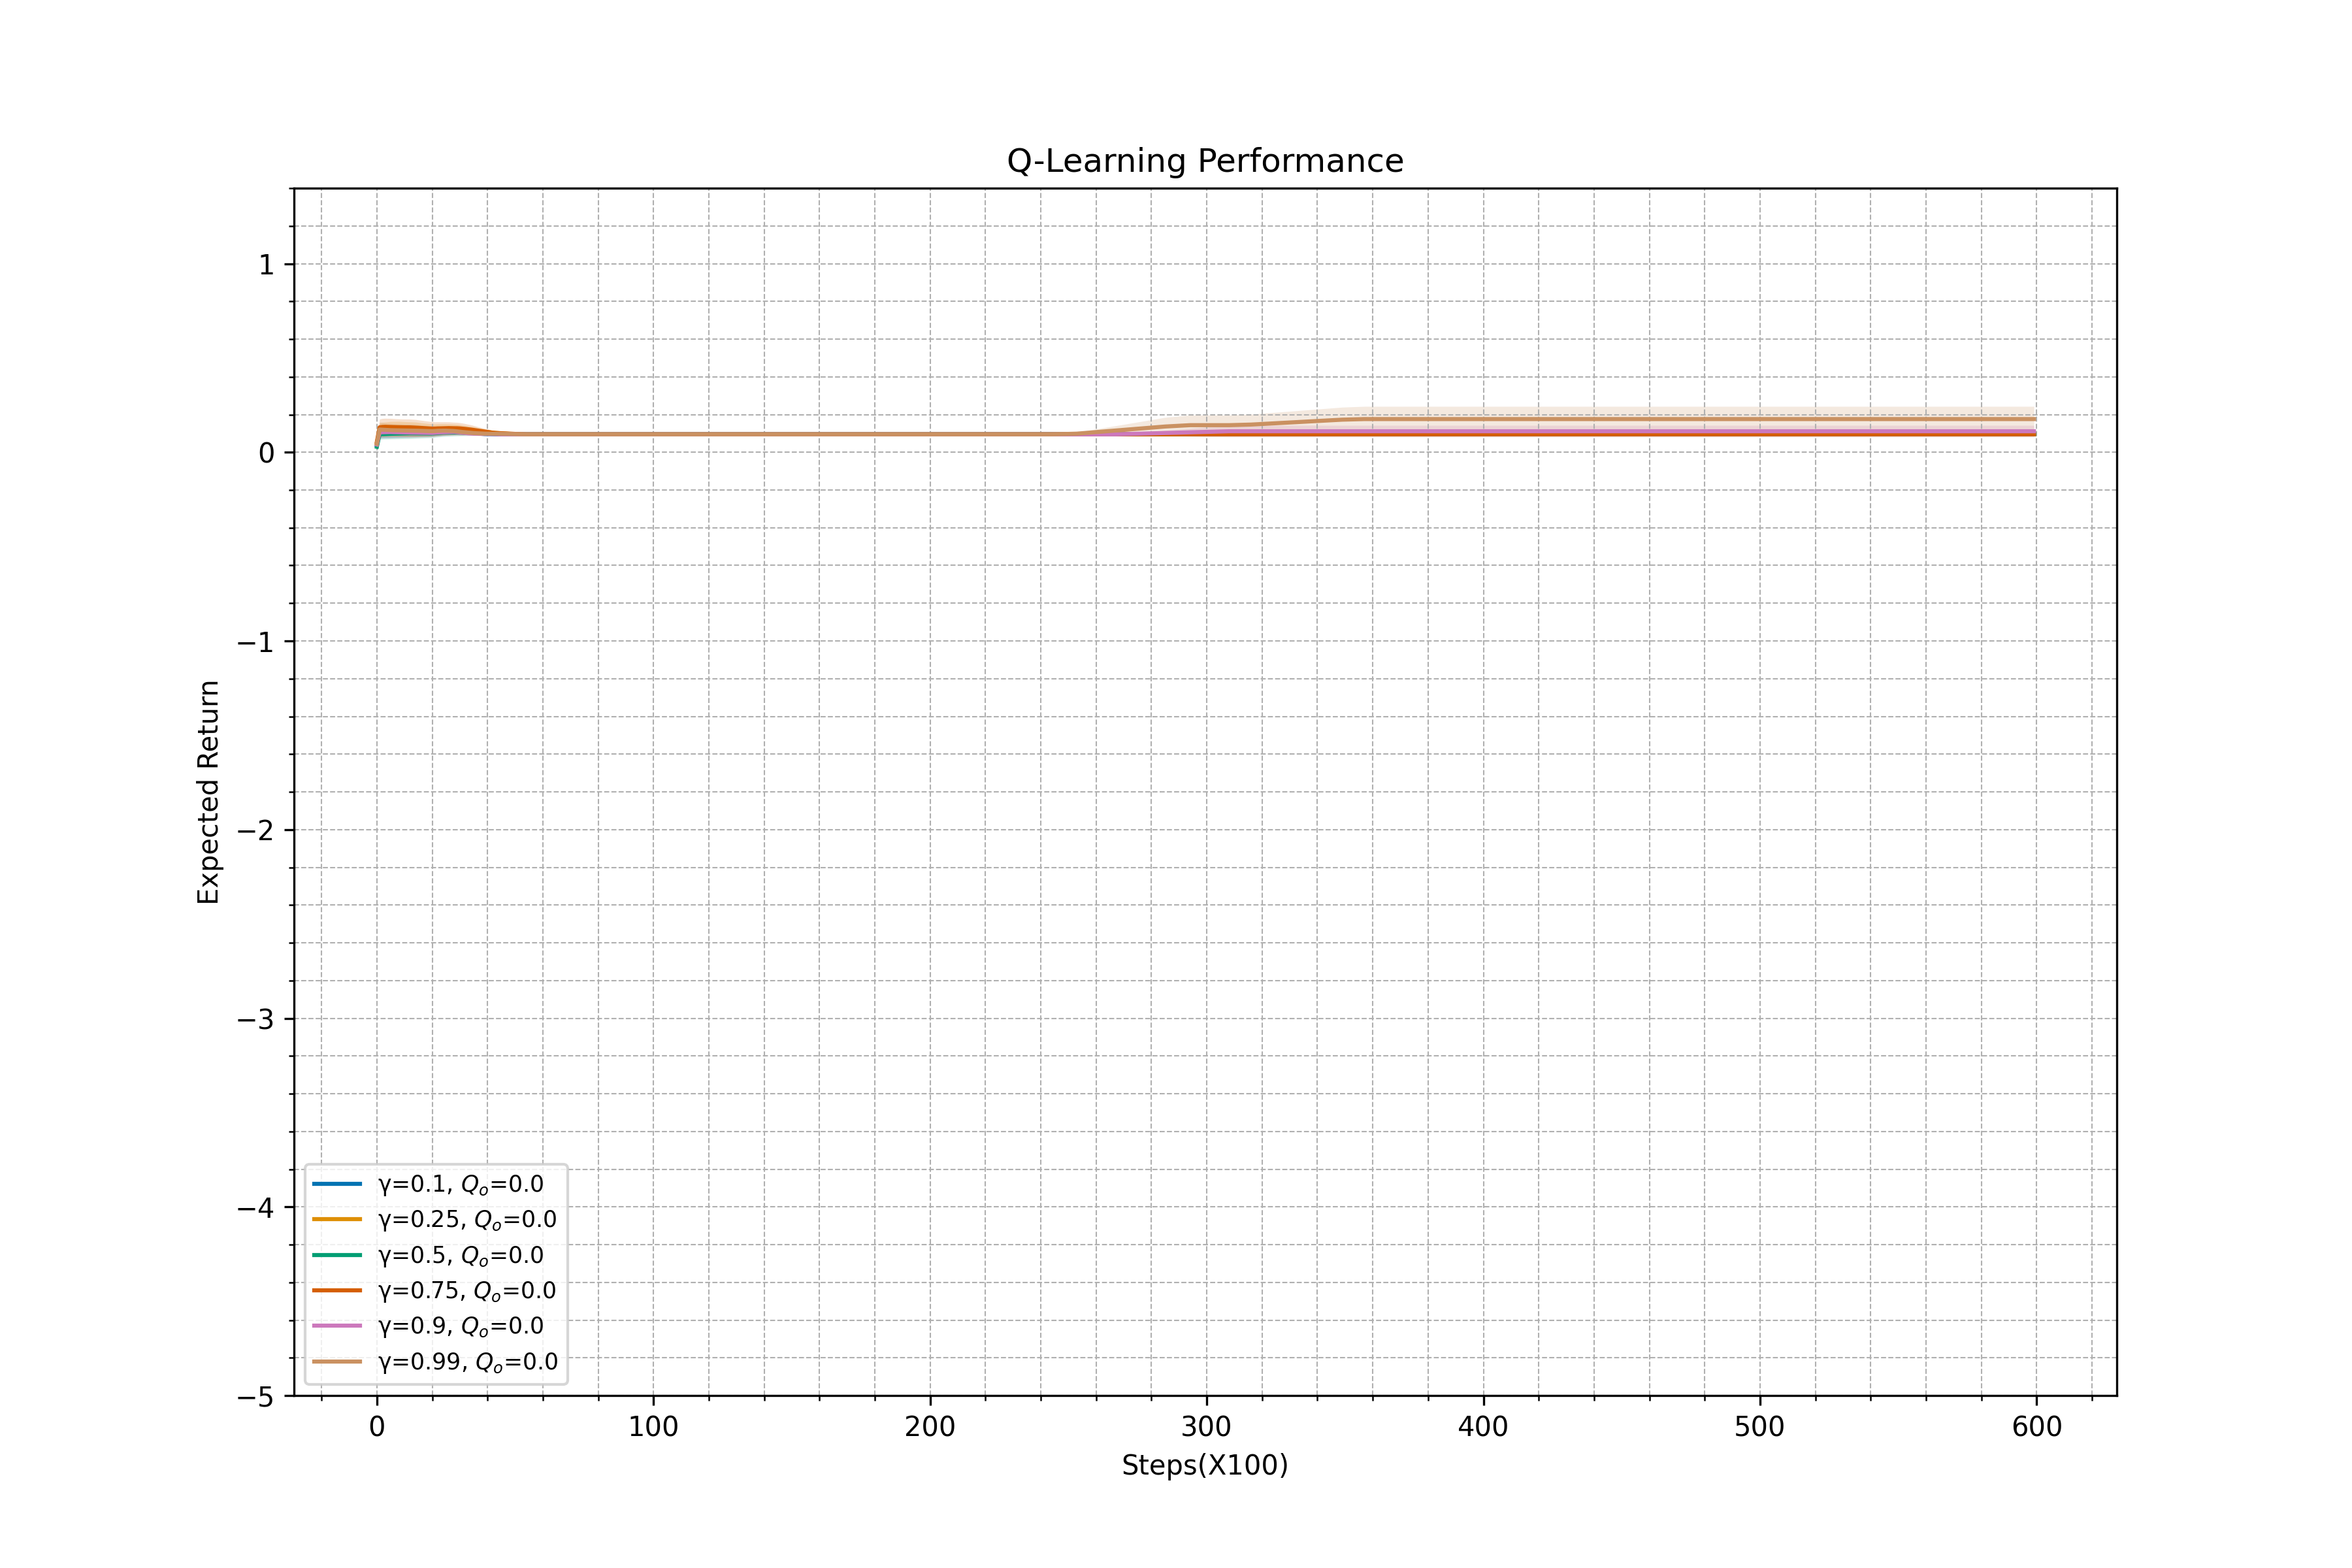 Q-Learning Performance
Expected Return
1
0
−1
−2
−3
−4
−5
γ=0.1, Qo=0.0
γ=0.25, Qo=0.0
γ=0.5, Qo=0.0
γ=0.75, Qo=0.0
γ=0.9, Qo=0.0
γ=0.99, Qo=0.0
0 100 200 300 400 500 600
Steps(X100)